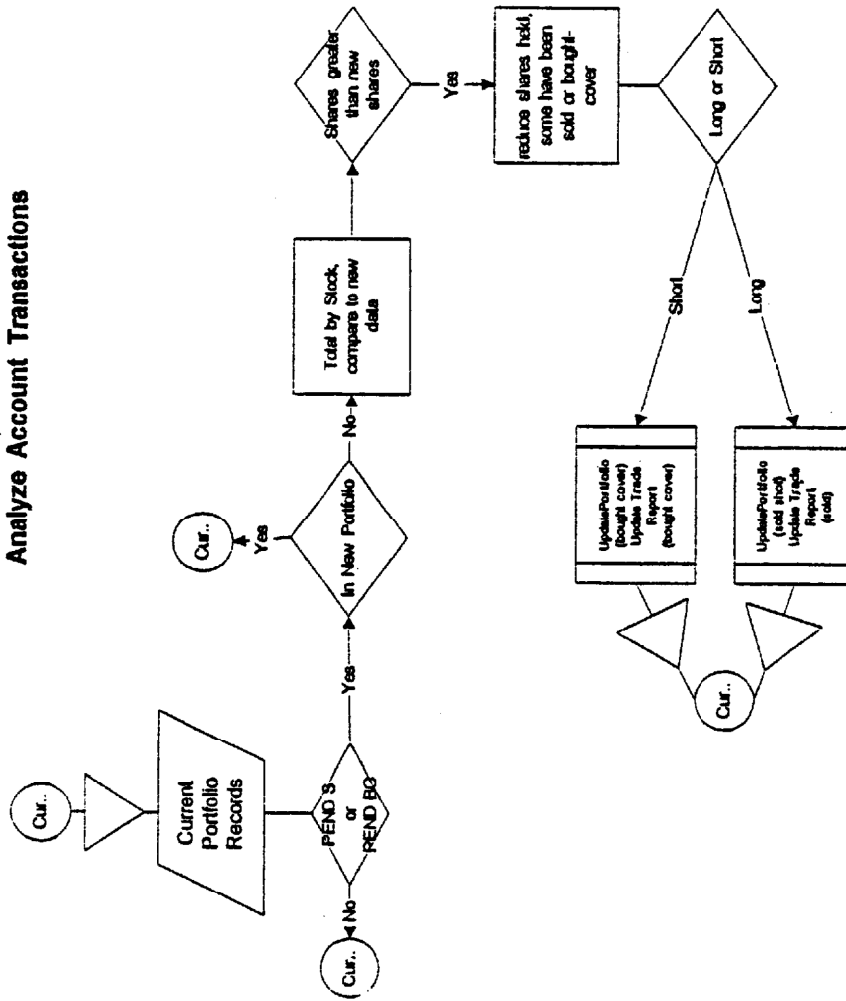 Analyze Account Transactions
Cur..
Current
Portfolio
Records
PEND S
or
REND BC
No
Cur..
Yes
In New Portfolio
Yes
Cur..
No
Total by Stock,
compare to new
data
Shares greater
than new
shares
Yes
reduce shares held,
some have been
sold or bought-
cover
Long or Short
Short
Long
UpdatePortfolio
(bought cover)
Update Trade
Report
(bought cover)
UpdatePortfolio
(sold shot)
Update Trade
Report
(sold)
Cur..